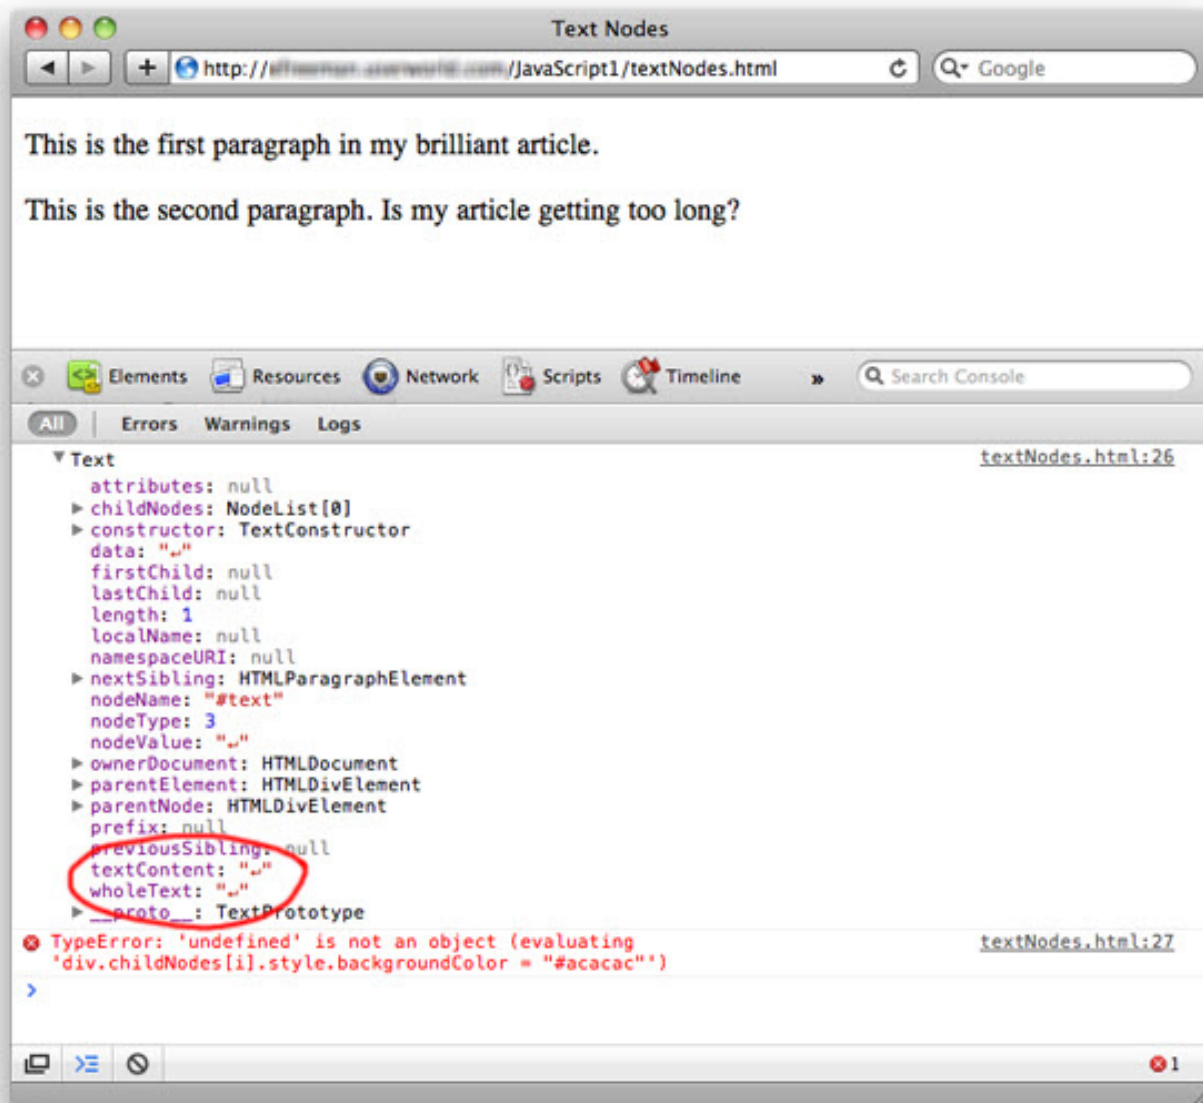 Text Nodes
http:// /JavaScript1/textNodes.html
Google
This is the first paragraph in my brilliant article.
This is the second paragraph. Is my article getting too long?
Elements Resources Network Scripts Timeline » Search Console
All Errors Warnings Logs
▼Text textNodes.html:26
attributes: null
▶childNodes: NodeList[0]
▶constructor: TextConstructor
data: "↵"
firstChild: null
lastChild: null
length: 1
localName: null
namespaceURI: null
▶nextSibling: HTMLParagraphElement
nodeName: "#text"
nodeType: 3
nodeValue: "↵"
▶ownerDocument: HTMLDocument
▶parentElement: HTMLDivElement
▶parentNode: HTMLDivElement
prefix: null
previousSibling: null
textContent: "↵"
wholeText: "↵"
▶__proto__: TextPrototype
TypeError: 'undefined' is not an object (evaluating textNodes.html:27
'div.childNodes[i].style.backgroundColor = "#acacac"')
>
1